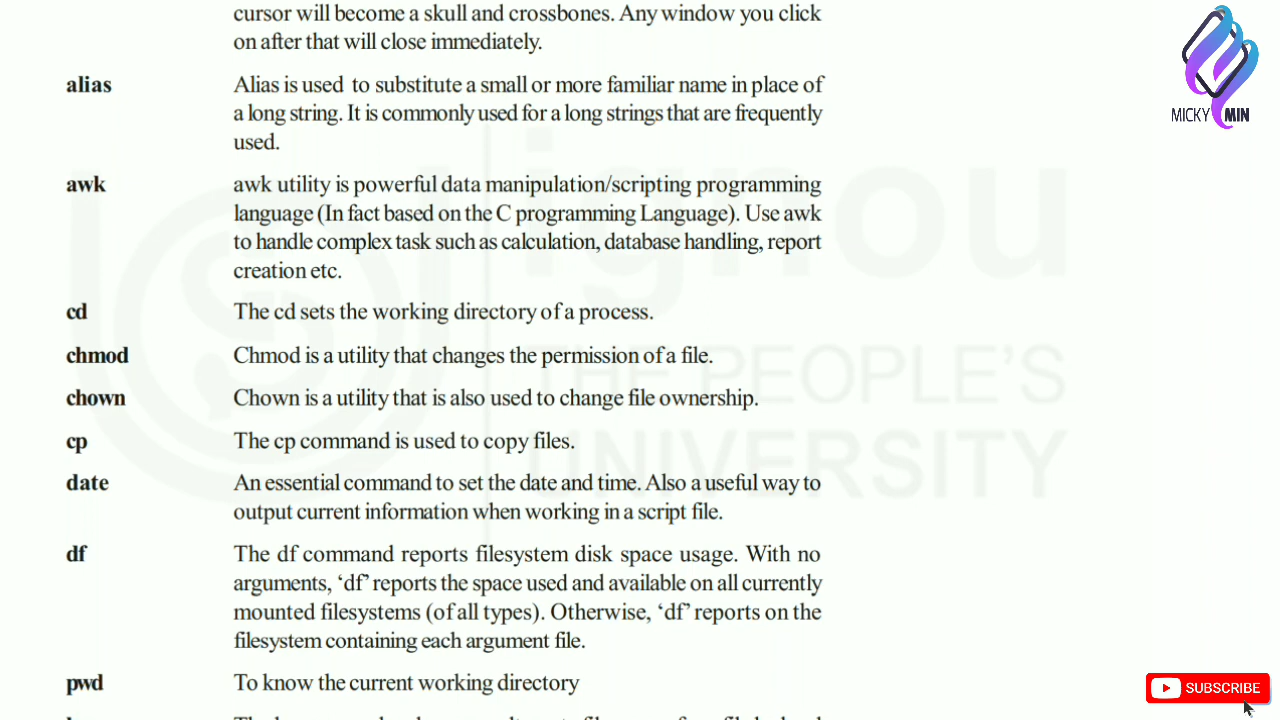 cursor will become a skull and crossbones. Any window you click
on after that will close immediately.
alias Alias is used to substitute a small or more familiar name in place of
a long string. It is commonly used for a long strings that are frequently
used.
awk awk utility is powerful data manipulation/scripting programming
language (In fact based on the C programming Language). Use awk
to handle complex task such as calculation, database handling, report
creation etc.
cd The cd sets the working directory of a process.
chmod Chmod is a utility that changes the permission of a file.
chown Chown is a utility that is also used to change file ownership.
cp The cp command is used to copy files.
date An essential command to set the date and time. Also a useful way to
output current information when working in a script file.
df The df command reports filesystem disk space usage. With no
arguments, ‘df’ reports the space used and available on all currently
mounted filesystems (of all types). Otherwise, ‘df’ reports on the
filesystem containing each argument file.
pwd To know the current working directory
MICKY MIN
SUBSCRIBE
ignou
THE PEOPLE'S
UNIVERSITY